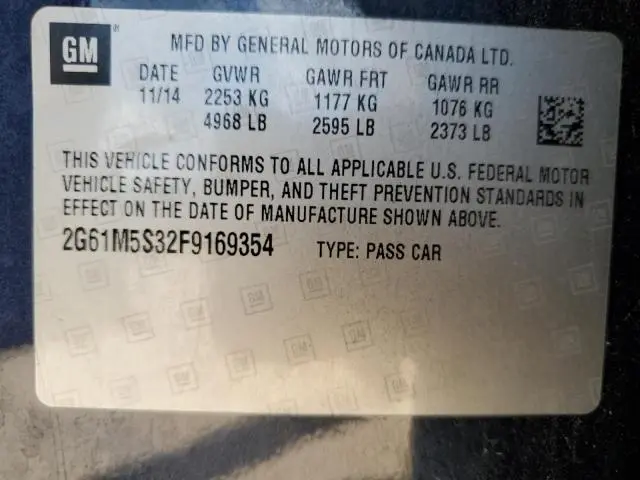 GM
MFD BY GENERAL MOTORS OF CANADA LTD.
DATE GVWR GAWR FRT GAWR RR
11/14 2253 KG 1177 KG 1076 KG
4968 LB 2595 LB 2373 LB
THIS VEHICLE CONFORMS TO ALL APPLICABLE U.S. FEDERAL MOTOR
VEHICLE SAFETY, BUMPER, AND THEFT PREVENTION STANDARDS IN
EFFECT ON THE DATE OF MANUFACTURE SHOWN ABOVE.
2G61M5S32F9169354 TYPE: PASS CAR